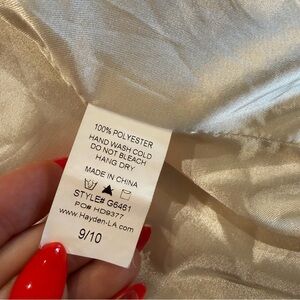 100% POLYESTER
HAND WASH COLD
DO NOT BLEACH
HANG DRY
MADE IN CHINA
STYLE# G6461
PO# HD9377
www.Hayden-LA.com
9/10